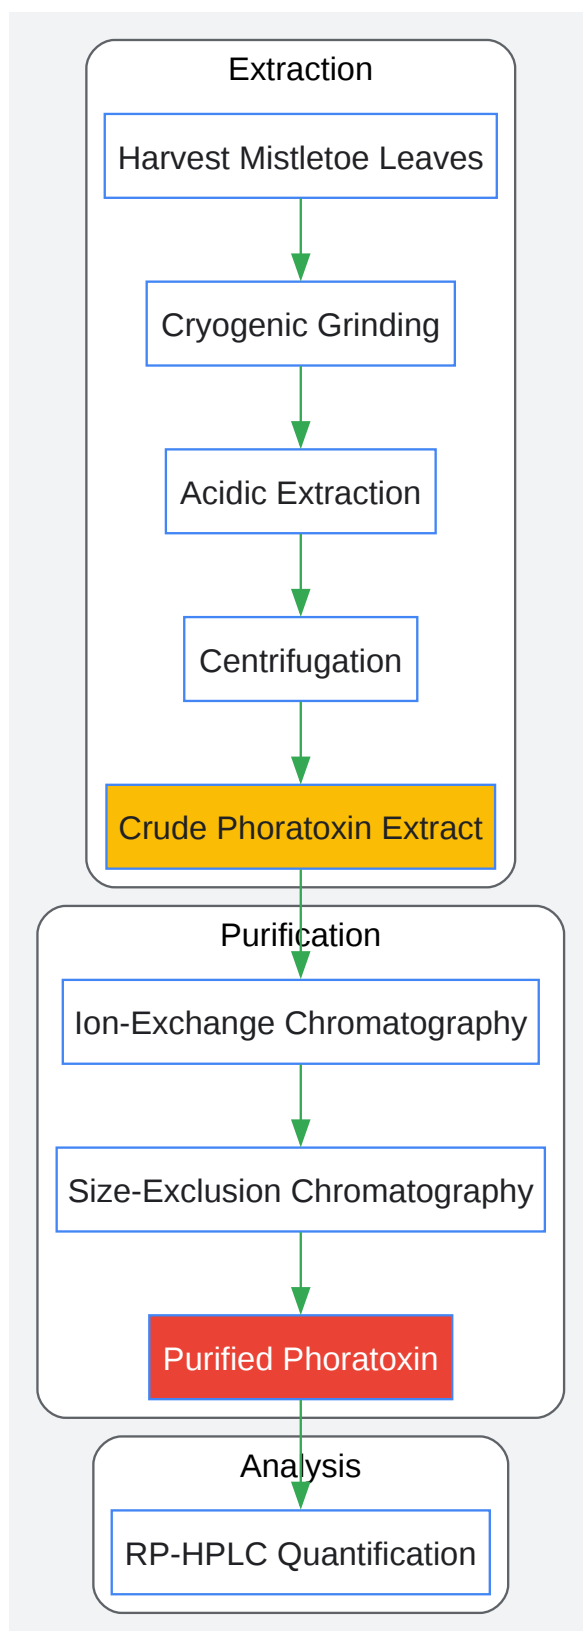 Extraction
Harvest Mistletoe Leaves
Cryogenic Grinding
Acidic Extraction
Centrifugation
Crude Phoratoxin Extract
Purification
Ion-Exchange Chromatography
Size-Exclusion Chromatography
Purified Phoratoxin
Analysis
RP-HPLC Quantification